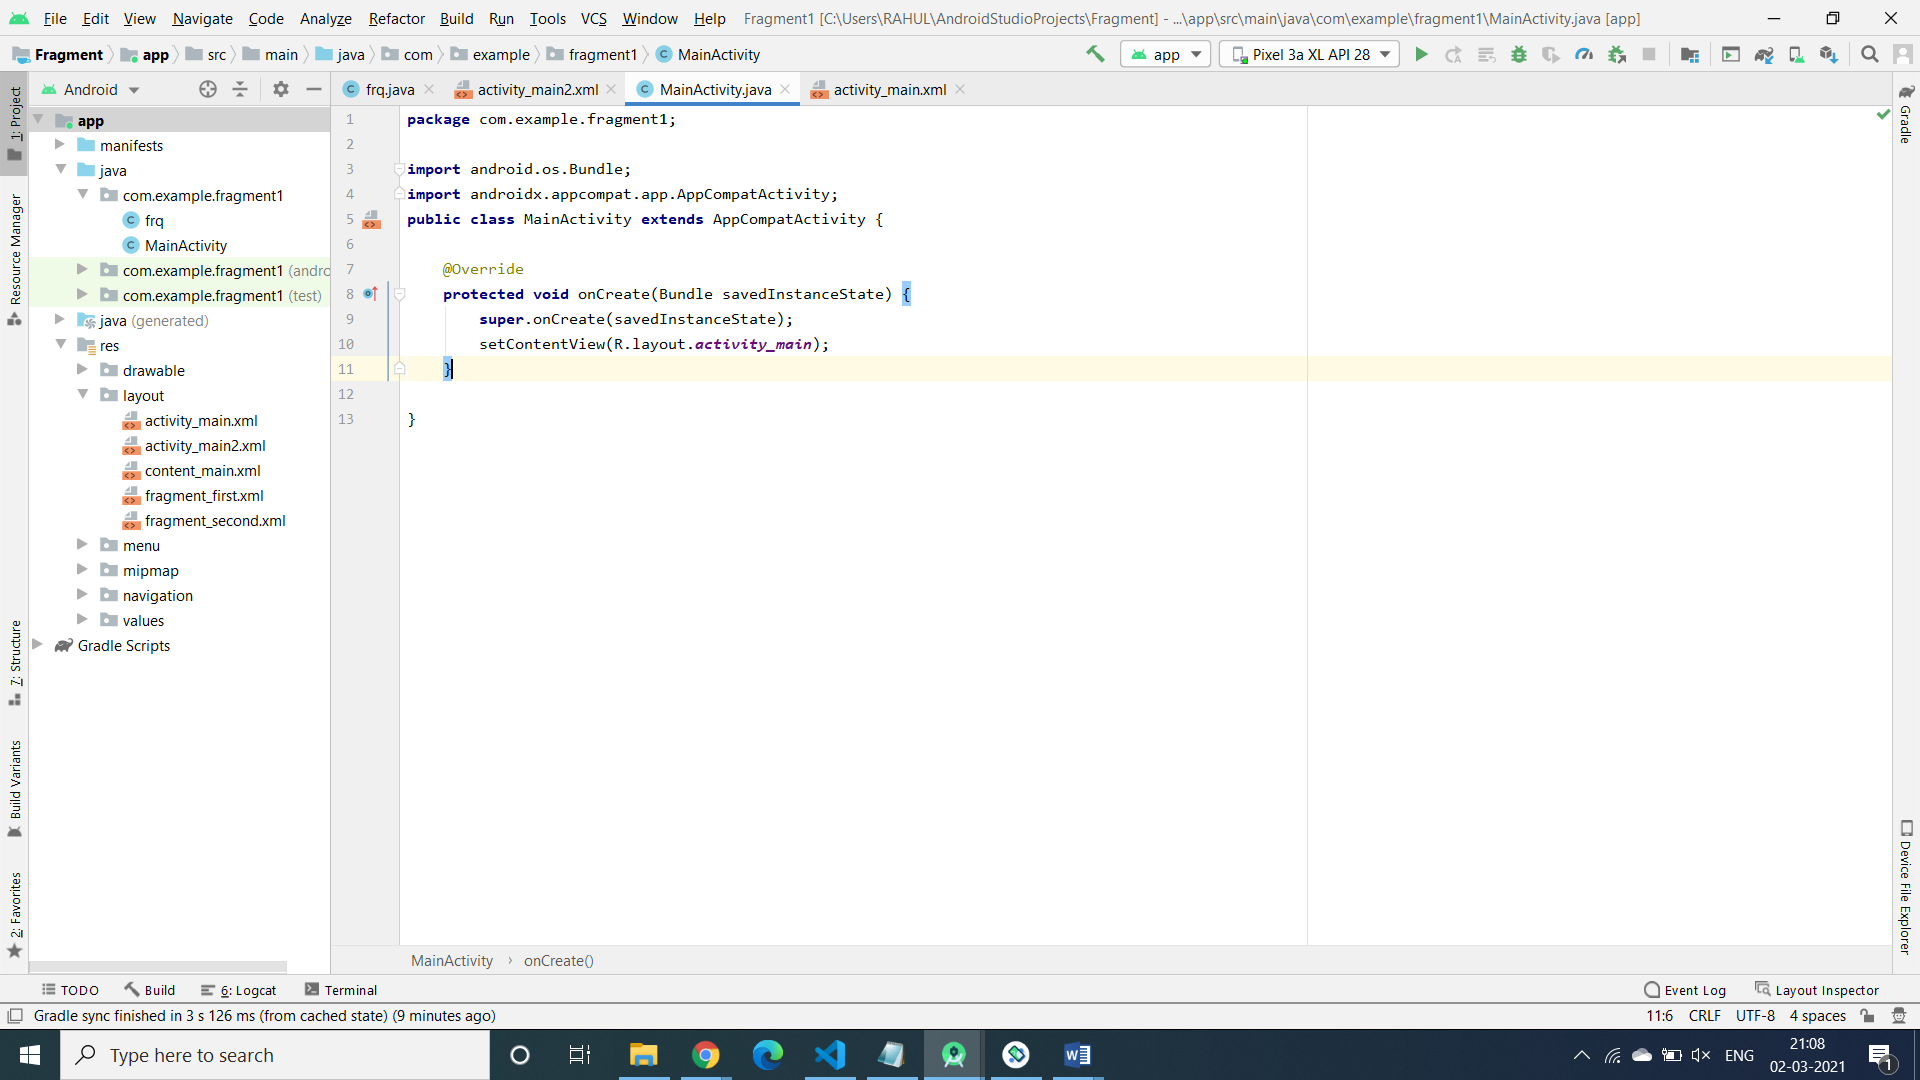 File Edit View Navigate Code Analyze Refactor Build Run Tools VCS Window Help Fragment1 [C:\Users\RAHUL\AndroidStudioProjects\Fragment] - ...\app\src\main\java\com\example\fragment1\MainActivity.java [app]
Fragment app src main java com example fragment1 MainActivity app Pixel 3a XL API 28
Android frq.java activity_main2.xml MainActivity.java activity_main.xml
1: Project
Resource Manager
7: Structure
Build Variants
2: Favorites
app
manifests
java
com.example.fragment1
frq
MainActivity
com.example.fragment1 (andro
com.example.fragment1 (test)
java (generated)
res
drawable
layout
activity_main.xml
activity_main2.xml
content_main.xml
fragment_first.xml
fragment_second.xml
menu
mipmap
navigation
values
Gradle Scripts
1 package com.example.fragment1;
2
3 import android.os.Bundle;
4 import androidx.appcompat.app.AppCompatActivity;
5 public class MainActivity extends AppCompatActivity {
6
7 @Override
8 protected void onCreate(Bundle savedInstanceState) {
9 super.onCreate(savedInstanceState);
10 setContentView(R.layout.activity_main);
11 }
12
13 }
Gradle
Device File Explorer
MainActivity › onCreate()
TODO Build 6: Logcat Terminal Event Log Layout Inspector
Gradle sync finished in 3 s 126 ms (from cached state) (9 minutes ago) 11:6 CRLF UTF-8 4 spaces
Type here to search ENG 21:08
02-03-2021
1